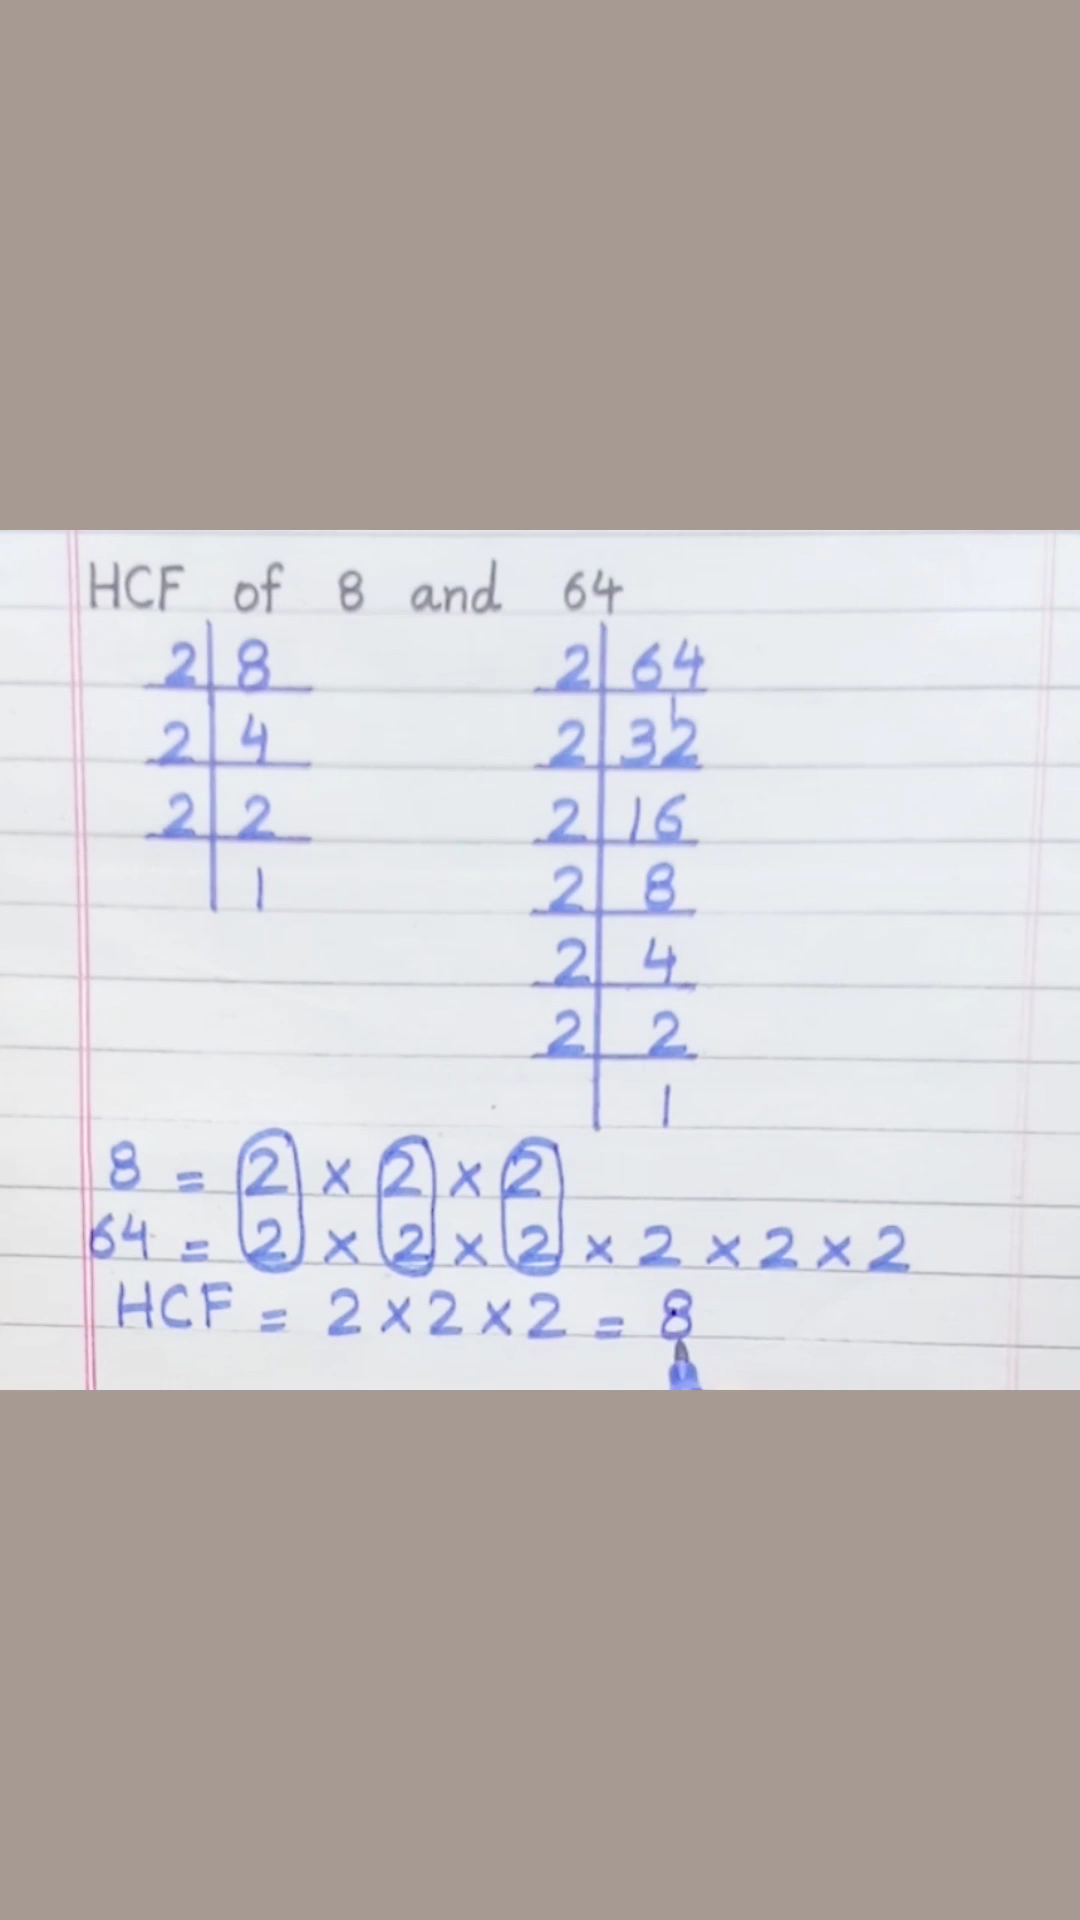 HCF of 8 and 64
2 | 8
2 | 4
2 | 2
1
2 | 64
2 | 32
2 | 16
2 | 8
2 | 4
2 | 2
1
8 = 2 × 2 × 2
64 = 2 × 2 × 2 × 2 × 2 × 2
HCF = 2 × 2 × 2 = 8